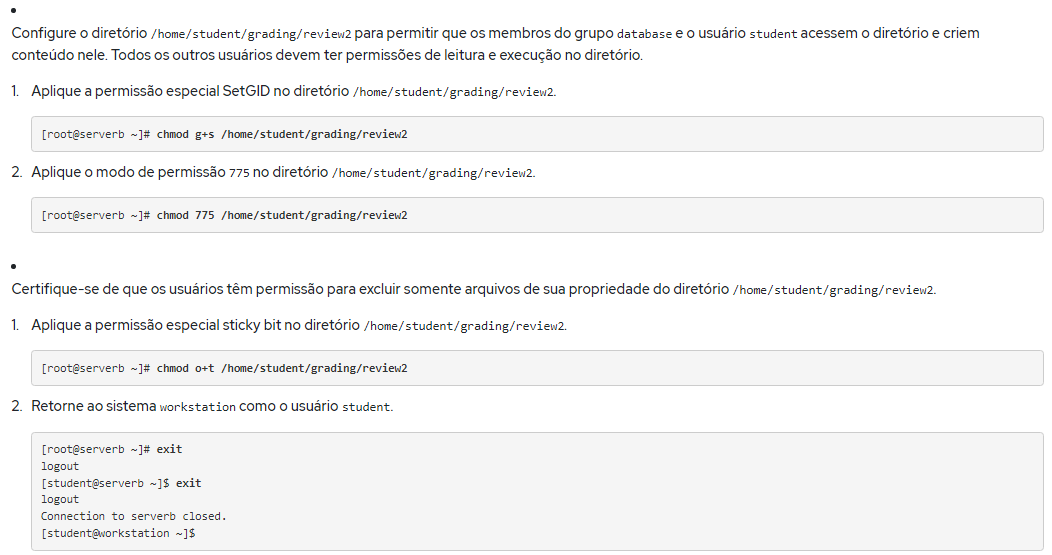 Configure o diretório /home/student/grading/review2 para permitir que os membros do grupo database e o usuário student acessem o diretório e criem
conteúdo nele. Todos os outros usuários devem ter permissões de leitura e execução no diretório.
1. Aplique a permissão especial SetGID no diretório /home/student/grading/review2.
[root@serverb ~]# chmod g+s /home/student/grading/review2
2. Aplique o modo de permissão 775 no diretório /home/student/grading/review2.
[root@serverb ~]# chmod 775 /home/student/grading/review2
Certifique-se de que os usuários têm permissão para excluir somente arquivos de sua propriedade do diretório /home/student/grading/review2.
1. Aplique a permissão especial sticky bit no diretório /home/student/grading/review2.
[root@serverb ~]# chmod o+t /home/student/grading/review2
2. Retorne ao sistema workstation como o usuário student.
[root@serverb ~]# exit
logout
[student@serverb ~]$ exit
logout
Connection to serverb closed.
[student@workstation ~]$